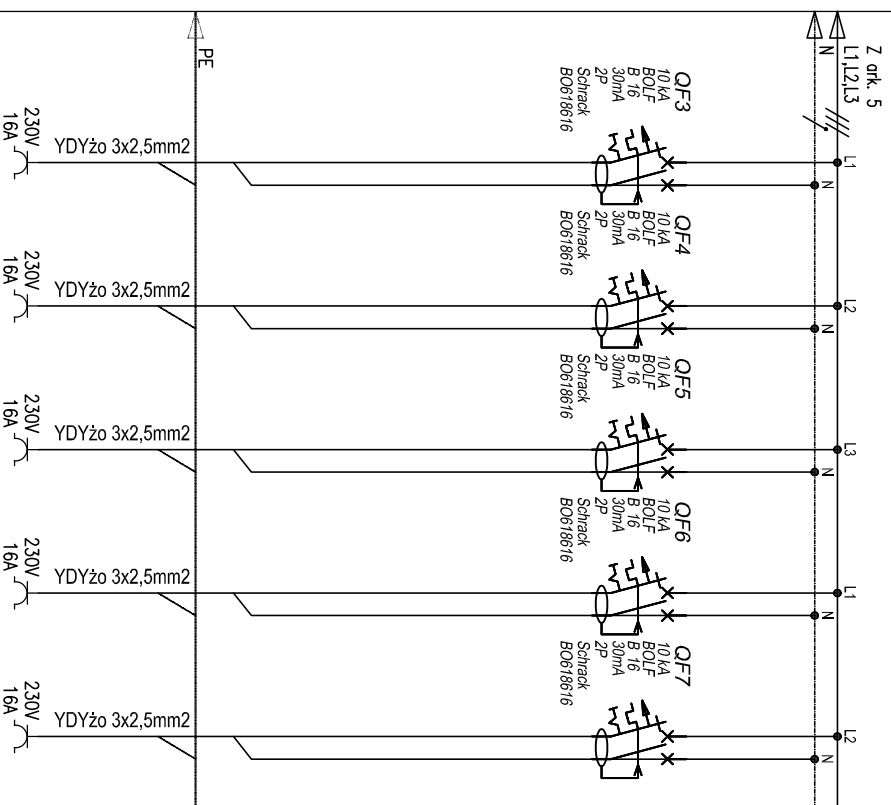 Z ark. 5
L1,L2,L3
N
PE
QF3
10 kA
BOLF
B 16
30mA
2P
Schrack
BO618616
L1
N
YDYżo 3x2,5mm2
230V
16A
QF4
10 kA
BOLF
B 16
30mA
2P
Schrack
BO618616
L2
N
YDYżo 3x2,5mm2
230V
16A
QF5
10 kA
BOLF
B 16
30mA
2P
Schrack
BO618616
L3
N
YDYżo 3x2,5mm2
230V
16A
QF6
10 kA
BOLF
B 16
30mA
2P
Schrack
BO618616
L1
N
YDYżo 3x2,5mm2
230V
16A
QF7
10 kA
BOLF
B 16
30mA
2P
Schrack
BO618616
L2
N
YDYżo 3x2,5mm2
230V
16A